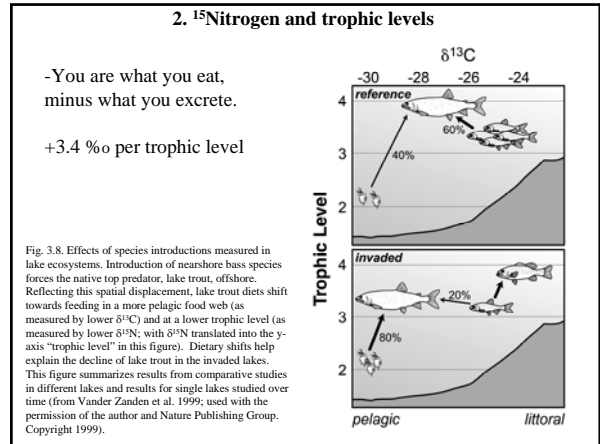 2. ¹⁵Nitrogen and trophic levels
-You are what you eat,
minus what you excrete.
+3.4 %o per trophic level
Fig. 3.8. Effects of species introductions measured in
lake ecosystems. Introduction of nearshore bass species
forces the native top predator, lake trout, offshore.
Reflecting this spatial displacement, lake trout diets shift
towards feeding in a more pelagic food web (as
measured by lower δ¹³C) and at a lower trophic level (as
measured by lower δ¹⁵N; with δ¹⁵N translated into the y-
axis “trophic level” in this figure). Dietary shifts help
explain the decline of lake trout in the invaded lakes.
This figure summarizes results from comparative studies
in different lakes and results for single lakes studied over
time (from Vander Zanden et al. 1999; used with the
permission of the author and Nature Publishing Group.
Copyright 1999).
δ¹³C
-30 -28 -26 -24
reference
4
60%
40%
3
2
Trophic Level
invaded
4
20%
3
80%
2
pelagic littoral